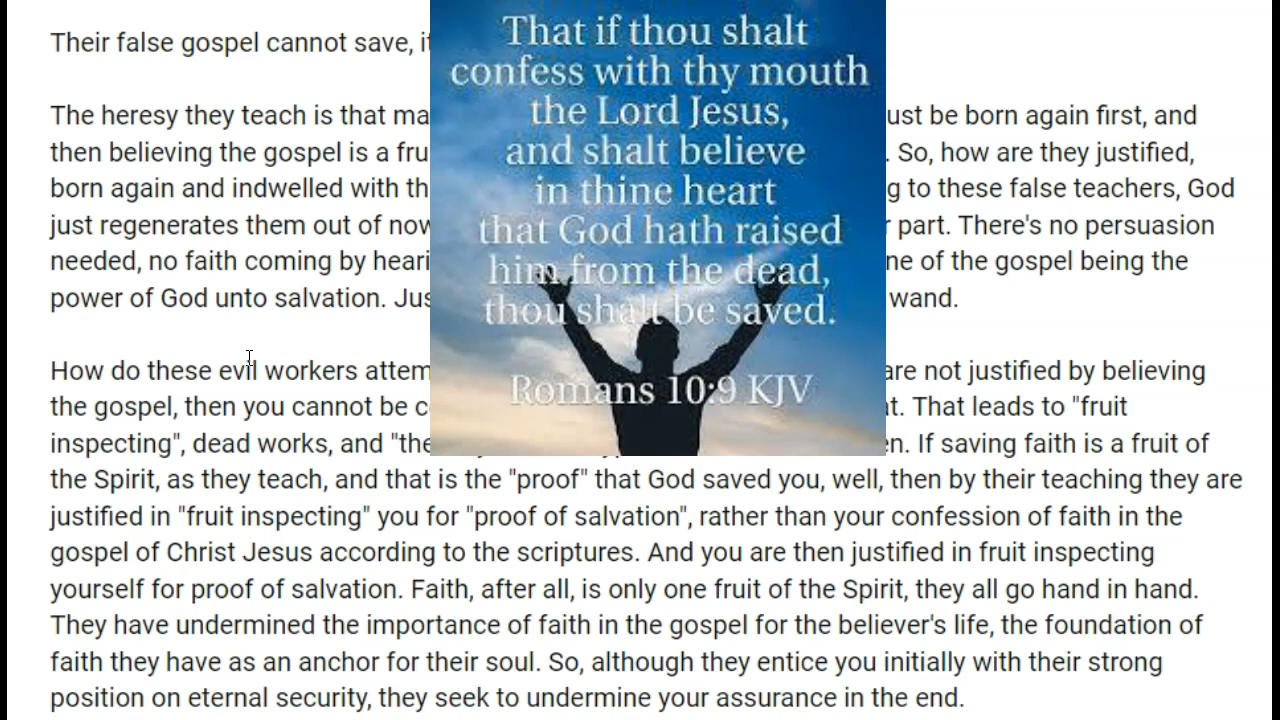 Their false gospel cannot save, it
The heresy they teach is that ma
ust be born again first, and
then believing the gospel is a fru
. So, how are they justified,
born again and indwelled with th
g to these false teachers, God
just regenerates them out of now
r part. There's no persuasion
needed, no faith coming by heari
ne of the gospel being the
power of God unto salvation. Jus
wand.
How do these evil workers attem
are not justified by believing
the gospel, then you cannot be c
t. That leads to "fruit
inspecting", dead works, and "the
en. If saving faith is a fruit of
the Spirit, as they teach, and that is the "proof" that God saved you, well, then by their teaching they are
justified in "fruit inspecting" you for "proof of salvation", rather than your confession of faith in the
gospel of Christ Jesus according to the scriptures. And you are then justified in fruit inspecting
yourself for proof of salvation. Faith, after all, is only one fruit of the Spirit, they all go hand in hand.
They have undermined the importance of faith in the gospel for the believer's life, the foundation of
faith they have as an anchor for their soul. So, although they entice you initially with their strong
position on eternal security, they seek to undermine your assurance in the end.
That if thou shalt
confess with thy mouth
the Lord Jesus,
and shalt believe
in thine heart
that God hath raised
him from the dead,
thou shalt be saved.
Romans 10:9 KJV